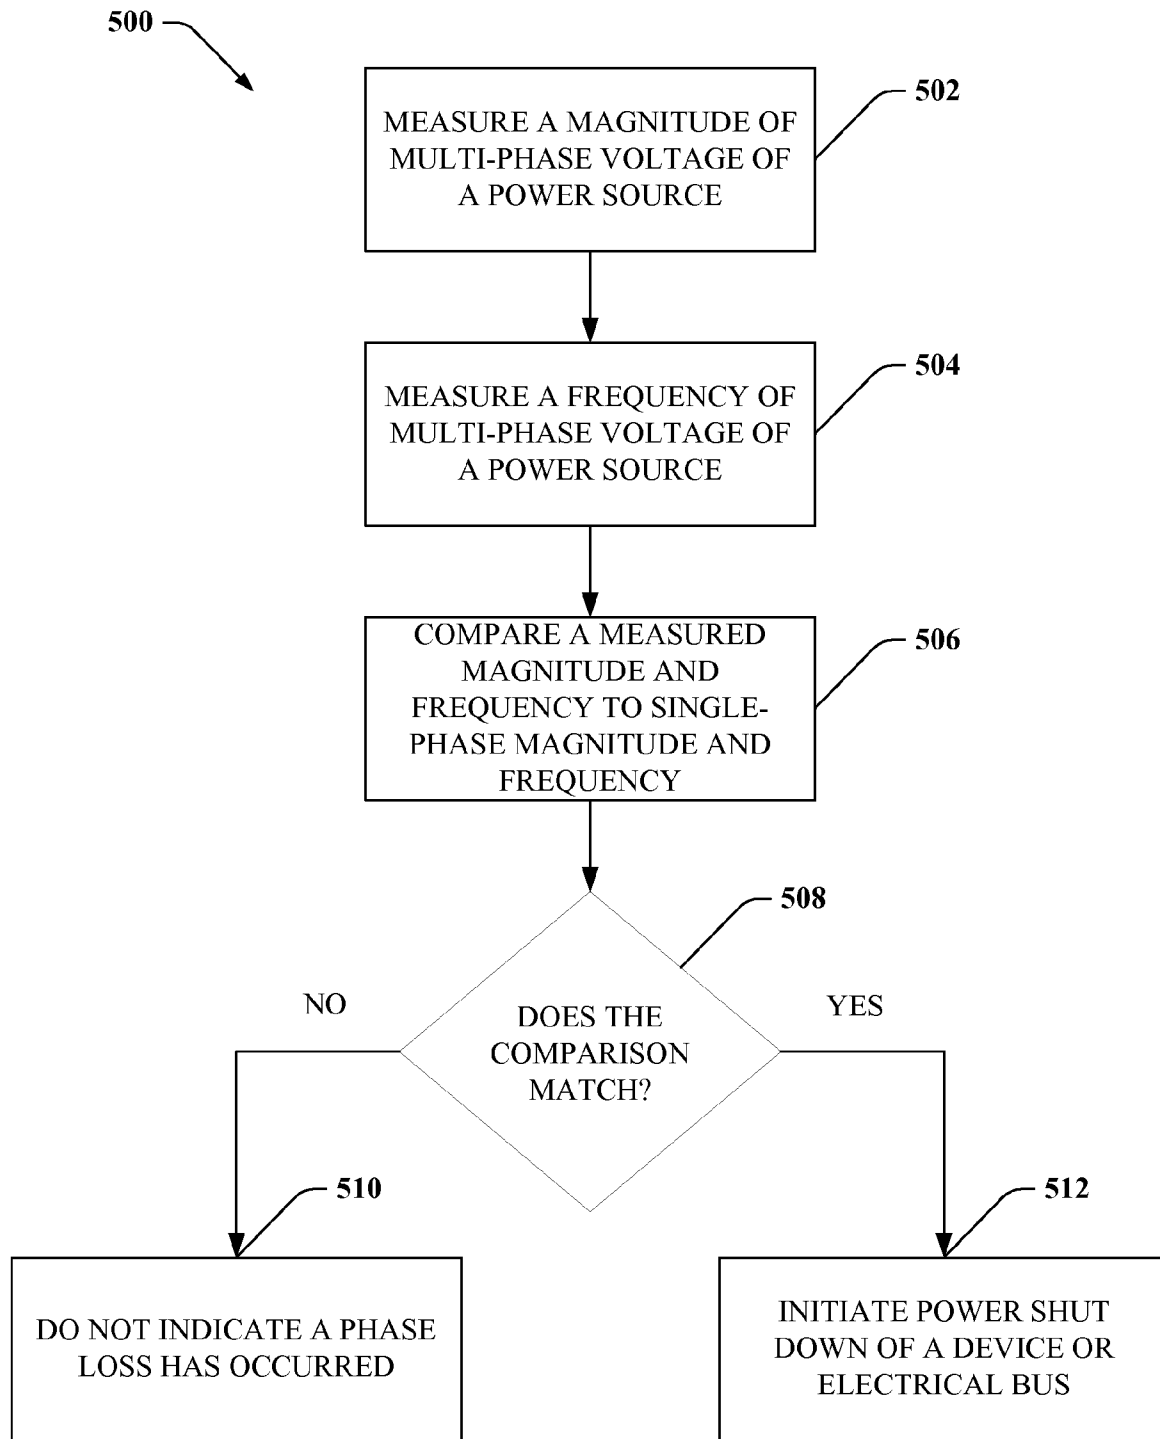 500
502
MEASURE A MAGNITUDE OF
MULTI-PHASE VOLTAGE OF
A POWER SOURCE
504
MEASURE A FREQUENCY OF
MULTI-PHASE VOLTAGE OF
A POWER SOURCE
506
COMPARE A MEASURED
MAGNITUDE AND
FREQUENCY TO SINGLE-
PHASE MAGNITUDE AND
FREQUENCY
508
NO
YES
DOES THE
COMPARISON
MATCH?
510
512
DO NOT INDICATE A PHASE
LOSS HAS OCCURRED
INITIATE POWER SHUT
DOWN OF A DEVICE OR
ELECTRICAL BUS